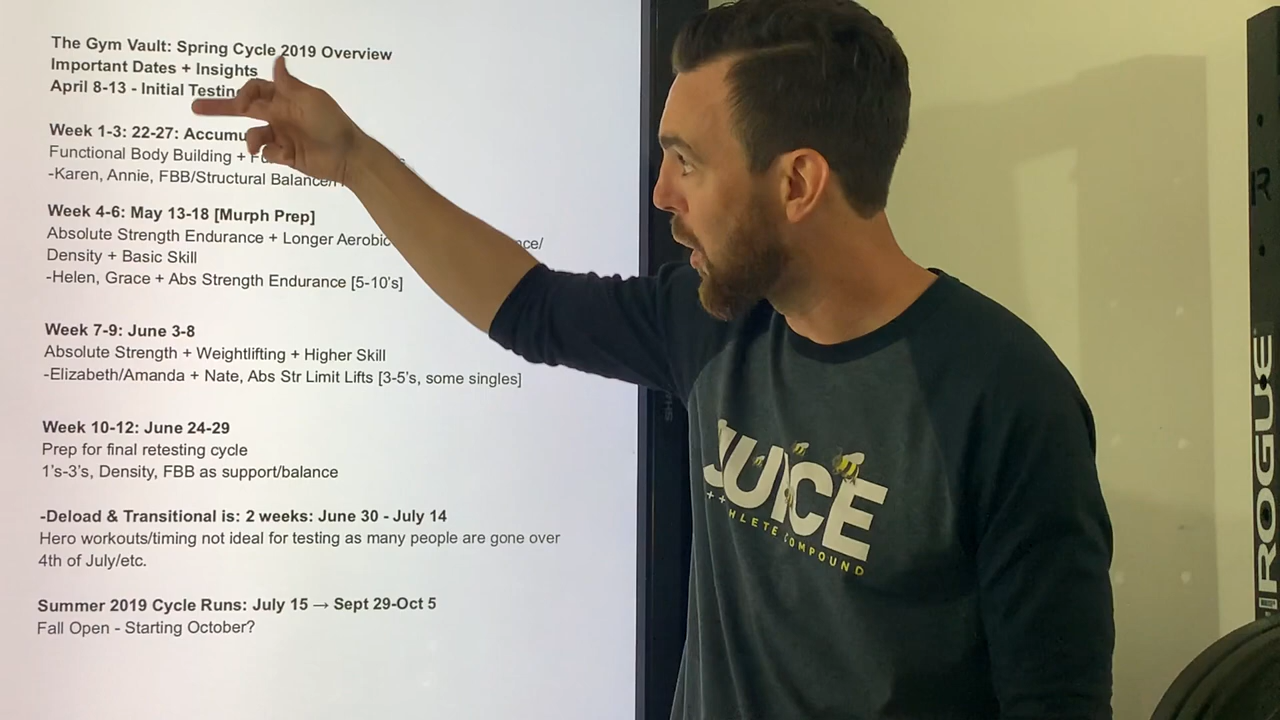 The Gym Vault: Spring Cycle 2019 Overview
Important Dates + Insights
April 8-13 - Initial Testin
Week 1-3: 22-27: Accumu
Functional Body Building +
-Karen, Annie, FBB/Structural Balance/
Week 4-6: May 13-18 [Murph Prep]
Absolute Strength Endurance + Longer Aerobic
Density + Basic Skill
-Helen, Grace + Abs Strength Endurance [5-10's]
Week 7-9: June 3-8
Absolute Strength + Weightlifting + Higher Skill
-Elizabeth/Amanda + Nate, Abs Str Limit Lifts [3-5's, some singles]
Week 10-12: June 24-29
Prep for final retesting cycle
1's-3's, Density, FBB as support/balance
-Deload & Transitional is: 2 weeks: June 30 - July 14
Hero workouts/timing not ideal for testing as many people are gone over
4th of July/etc.
Summer 2019 Cycle Runs: July 15 → Sept 29-Oct 5
Fall Open - Starting October?
JUICE
++ HLETE COMPOUND
R
ROGUE